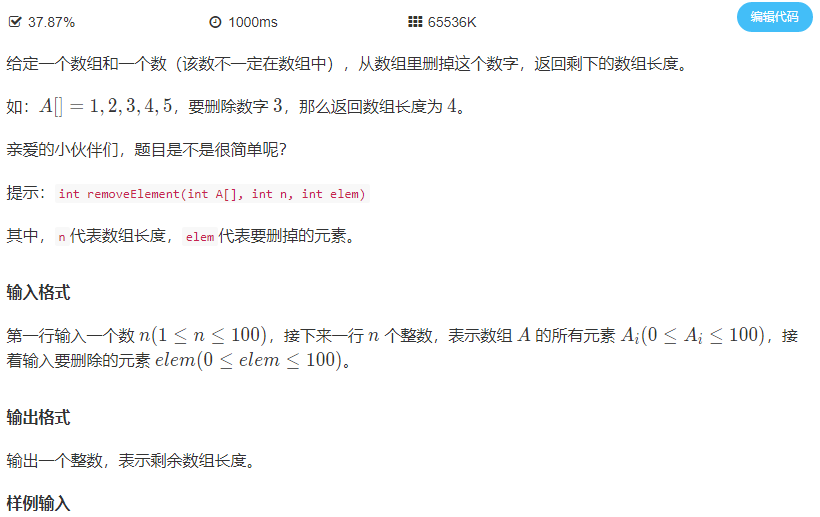 37.87% 1000ms 65536K 编辑代码
给定一个数组和一个数（该数不一定在数组中），从数组里删掉这个数字，返回剩下的数组长度。
如：A[] = 1, 2, 3, 4, 5，要删除数字 3，那么返回数组长度为 4。
亲爱的小伙伴们，题目是不是很简单呢？
提示： int removeElement(int A[], int n, int elem)
其中， n 代表数组长度， elem 代表要删掉的元素。
输入格式
第一行输入一个数 n(1 ≤ n ≤ 100)，接下来一行 n 个整数，表示数组 A 的所有元素 Aᵢ(0 ≤ Aᵢ ≤ 100)，接
着输入要删除的元素 elem(0 ≤ elem ≤ 100)。
输出格式
输出一个整数，表示剩余数组长度。
样例输入